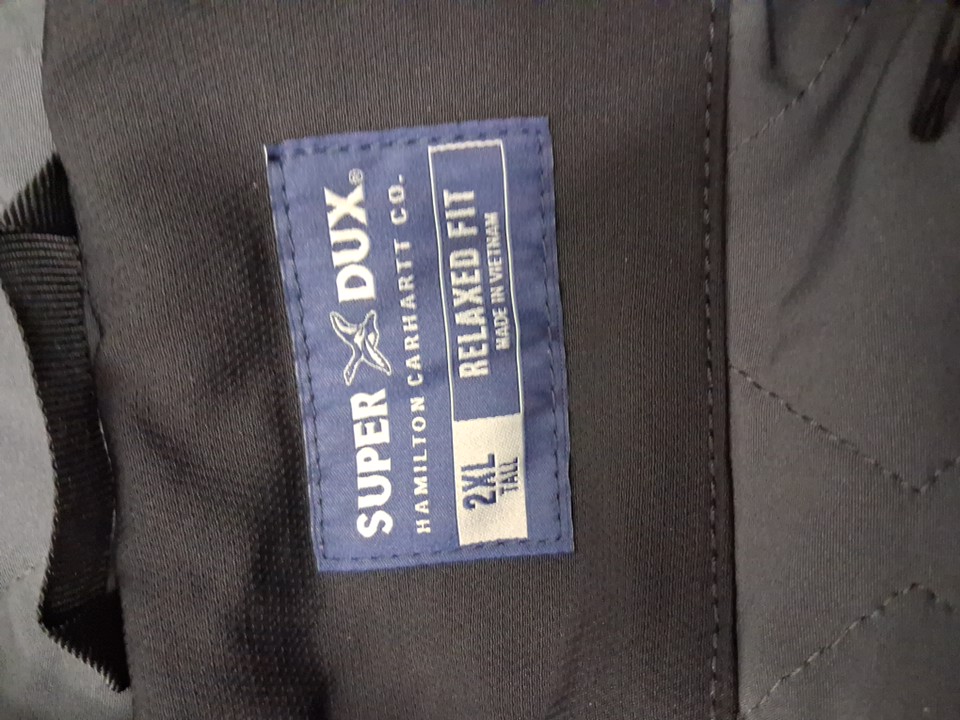 SUPER DUX®
HAMILTON CARHARTT CO.
2XL
TALL
RELAXED FIT
MADE IN VIETNAM